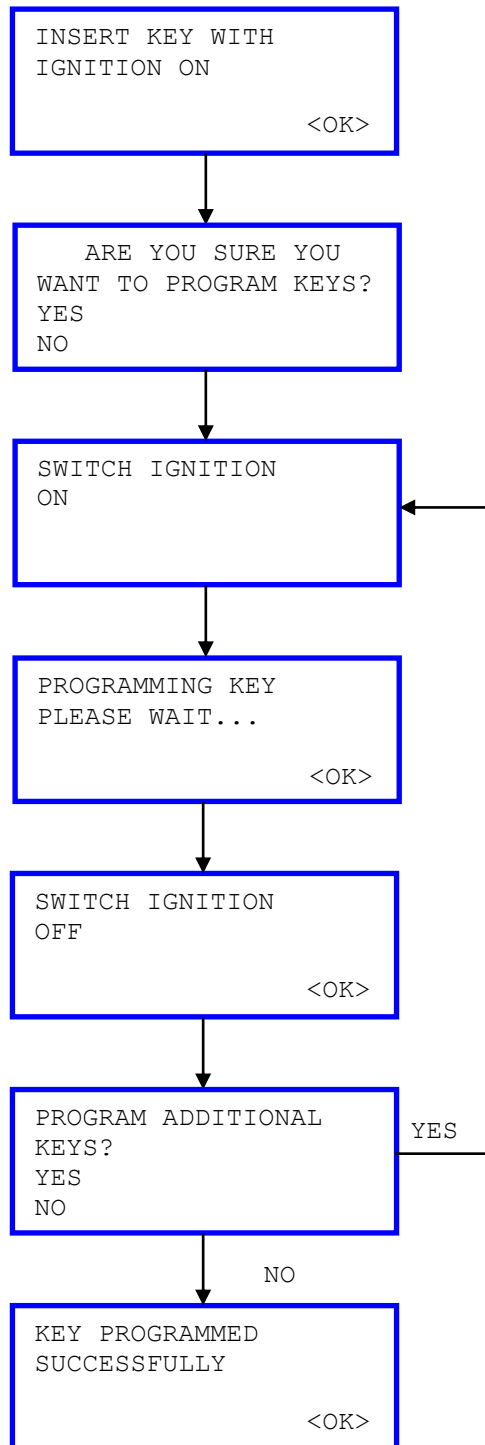 INSERT KEY WITH
IGNITION ON
<OK>
ARE YOU SURE YOU
WANT TO PROGRAM KEYS?
YES
NO
SWITCH IGNITION
ON
PROGRAMMING KEY
PLEASE WAIT...
<OK>
SWITCH IGNITION
OFF
<OK>
PROGRAM ADDITIONAL
KEYS?
YES
NO
YES
NO
KEY PROGRAMMED
SUCCESSFULLY
<OK>